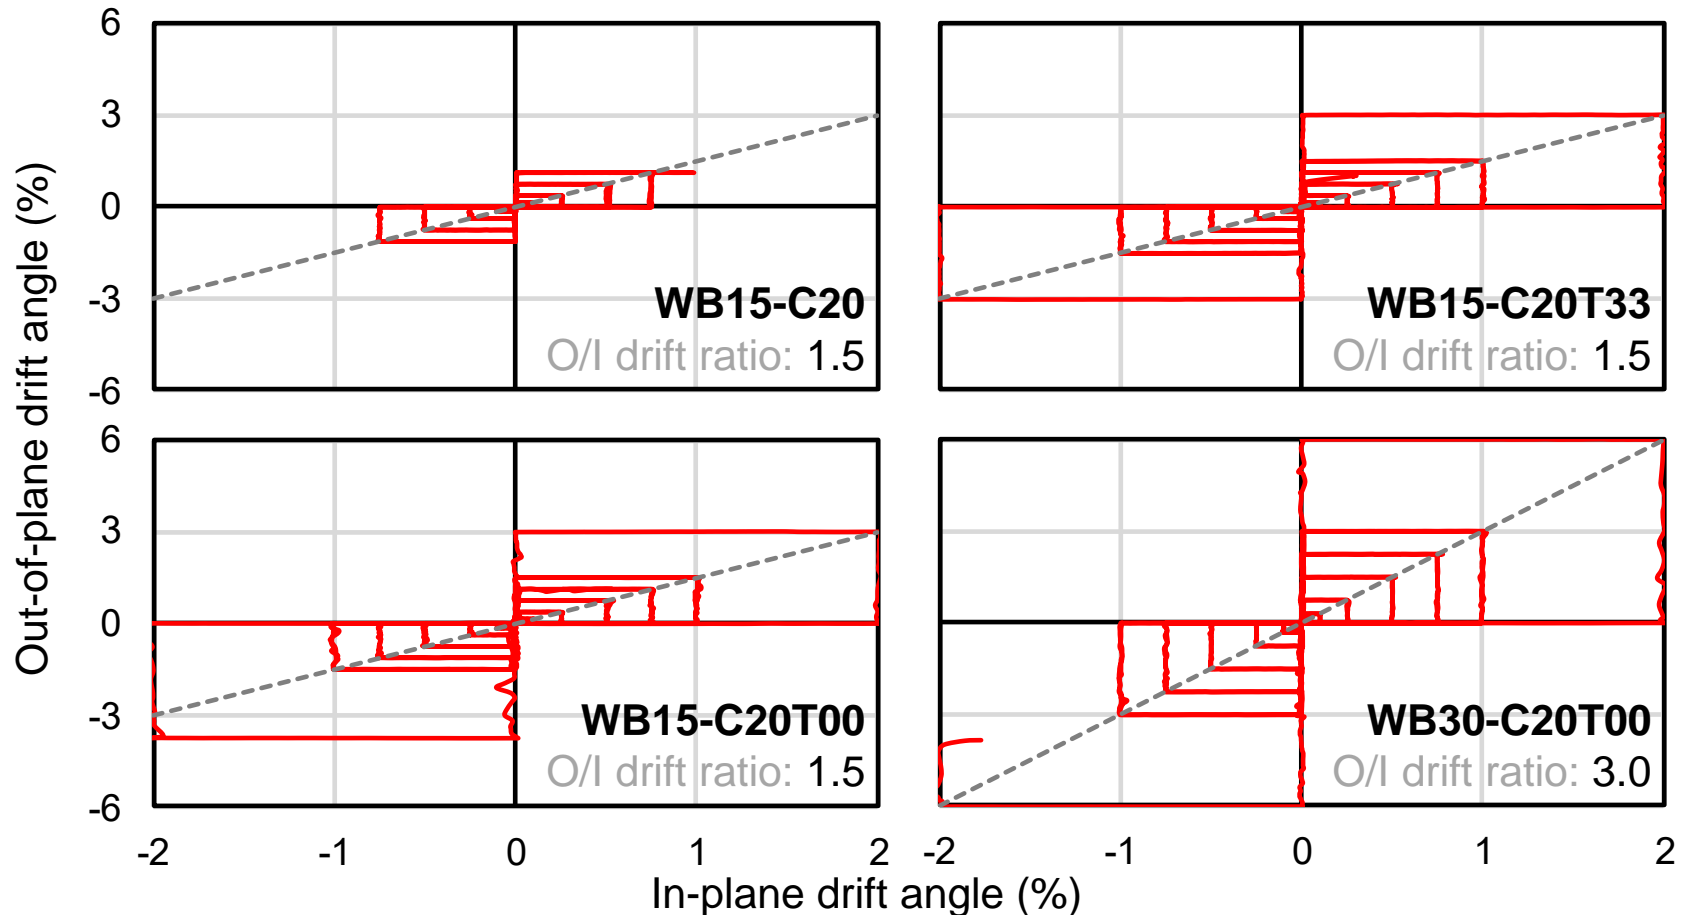 6
3
0
-3
-6
WB15-C20
O/I drift ratio: 1.5
WB15-C20T33
O/I drift ratio: 1.5
Out-of-plane drift angle (%)
6
3
0
-3
-6
WB15-C20T00
O/I drift ratio: 1.5
WB30-C20T00
O/I drift ratio: 3.0
-2 -1 0 1 2
-2 -1 0 1 2
In-plane drift angle (%)